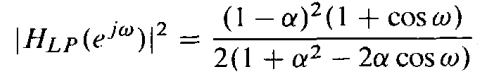 |H_{LP}(e^{jω})|^2 = \frac{(1 - α)^2(1 + cos ω)}{2(1 + α^2 - 2α cos ω)}